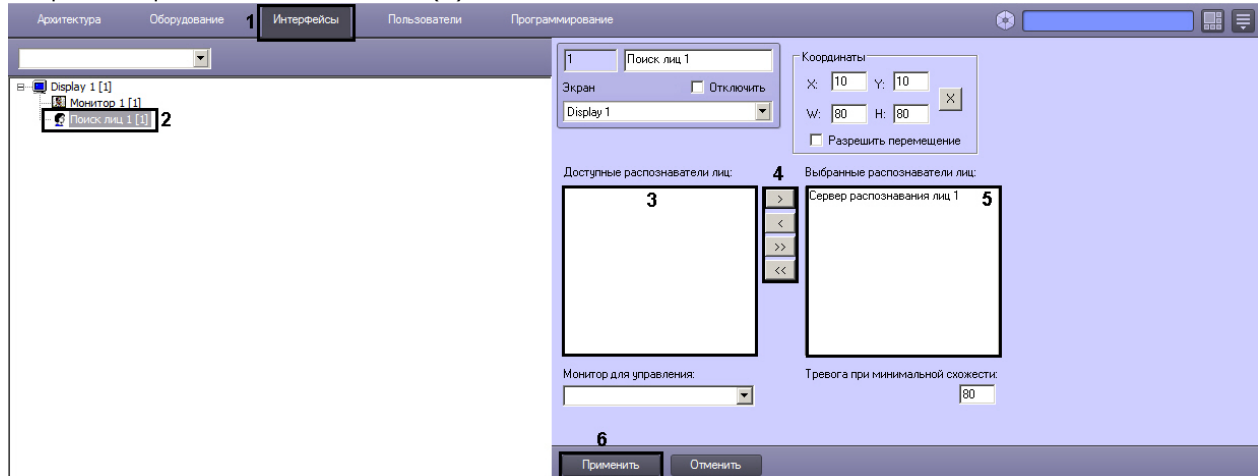 Архитектура Оборудование 1 Интерфейсы Пользователи Программирование
Display 1 [1]
Монитор 1 [1]
Поиск лиц 1 [1] 2
1 Поиск лиц 1
Экран Отключить
Display 1
Координаты
X: 10 Y: 10
X
W: 80 H: 80
Разрешить перемещение
Доступные распознаватели лиц: 4 Выбранные распознаватели лиц:
3 > Сервер распознавания лиц 1 5
<
>>
<<
Монитор для управления: Тревога при минимальной схожести:
80
6
Применить Отменить